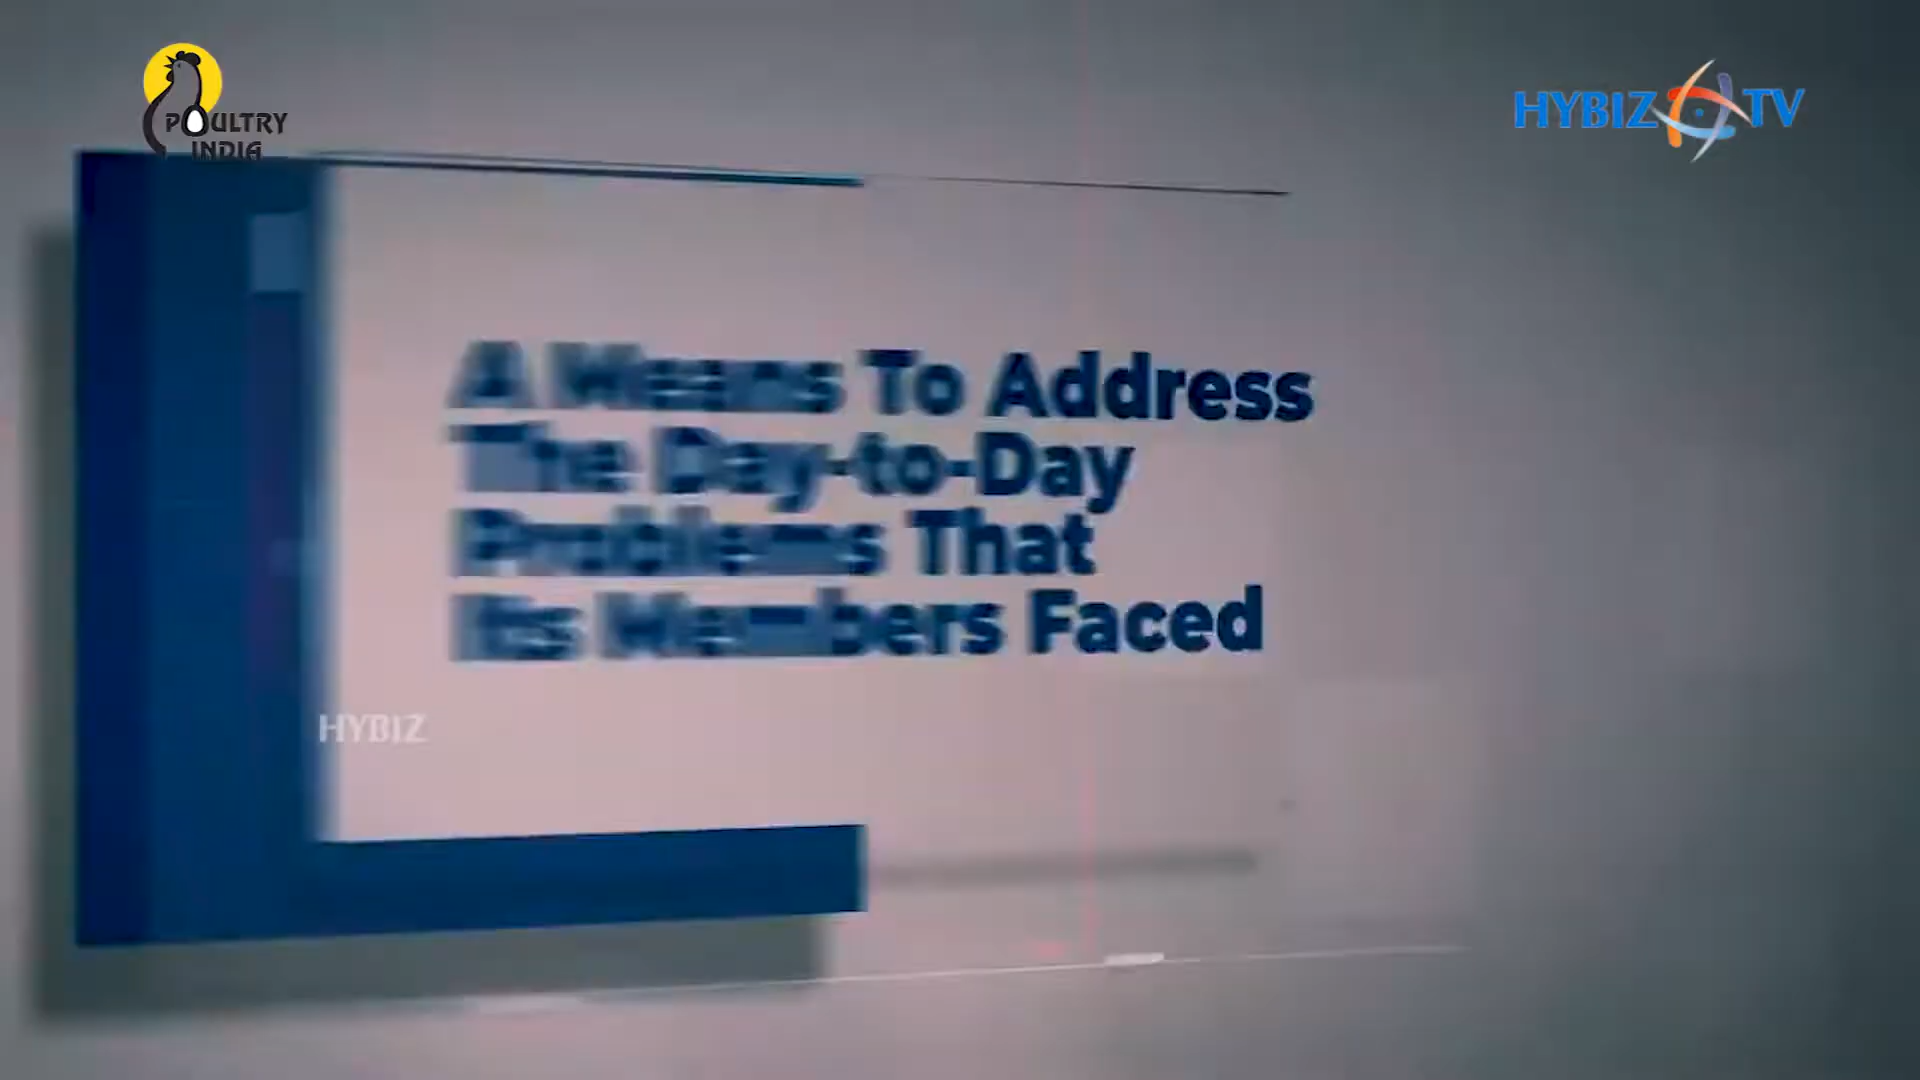 POULTRY
INDIA
HYBIZ TV
A Means To Address
The Day-to-Day
Problems That
Its Members Faced
HYBIZ